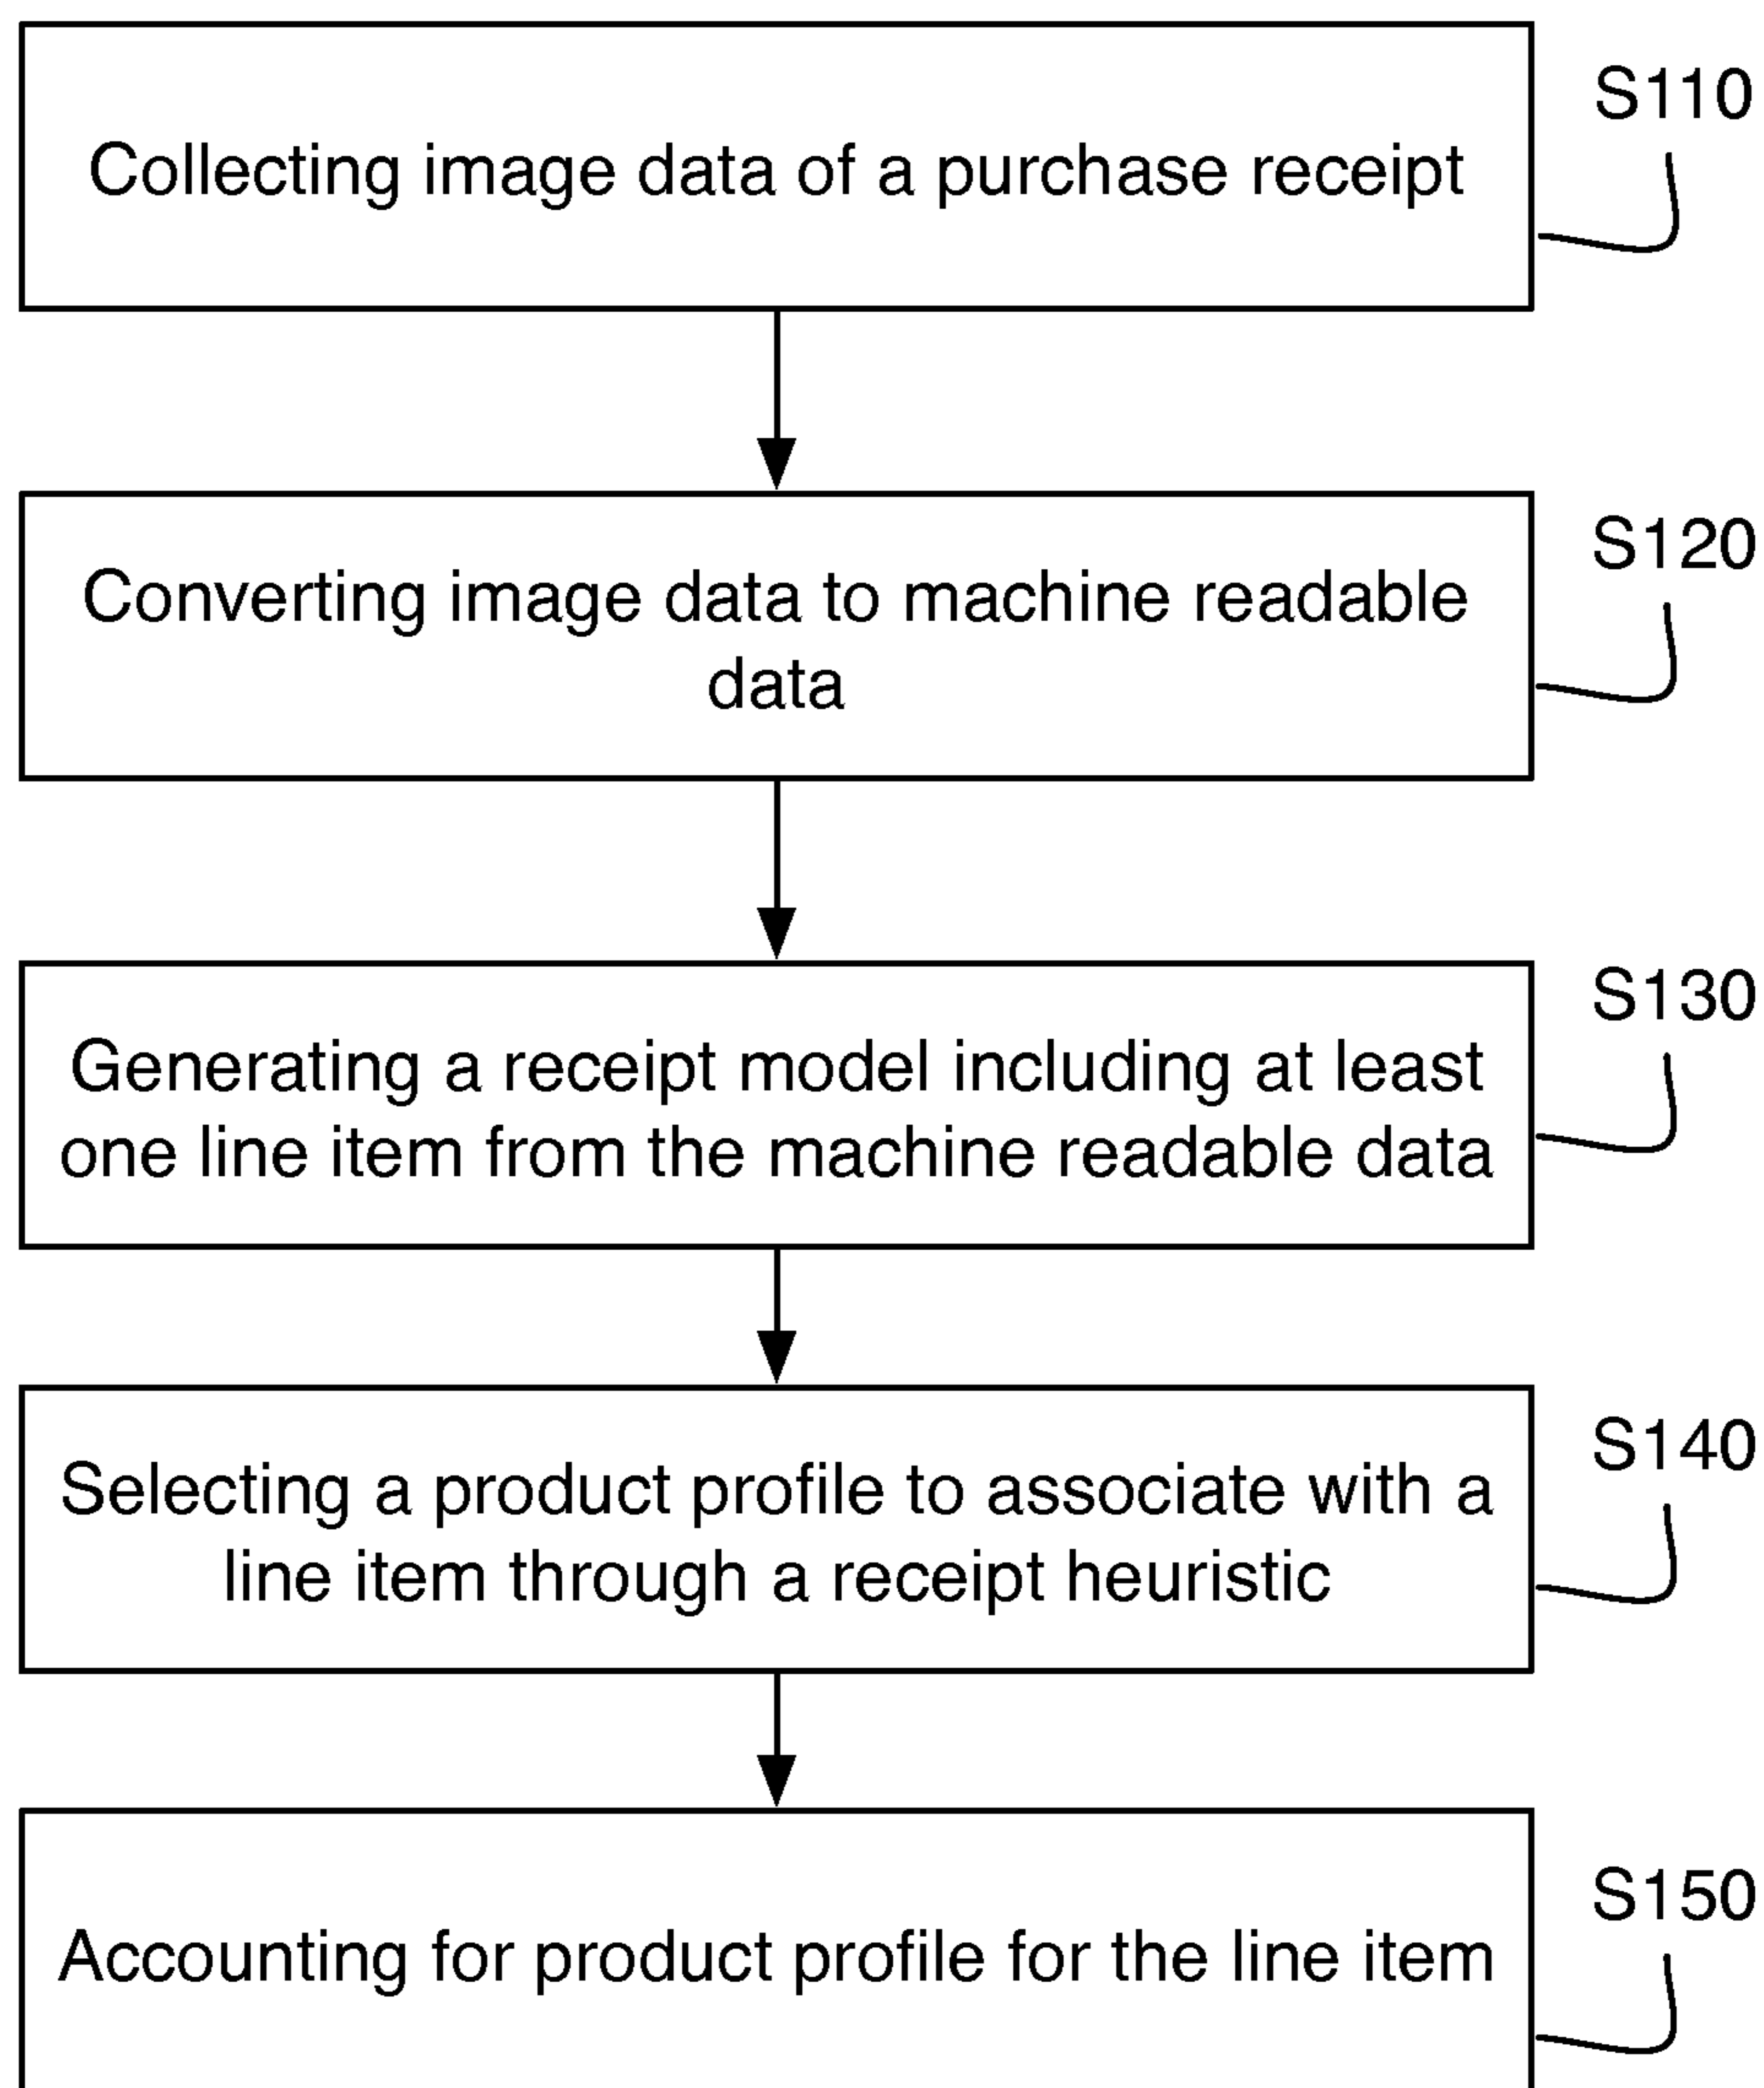 S110
Collecting image data of a purchase receipt
S120
Converting image data to machine readable
data
S130
Generating a receipt model including at least
one line item from the machine readable data
S140
Selecting a product profile to associate with a
line item through a receipt heuristic
S150
Accounting for product profile for the line item